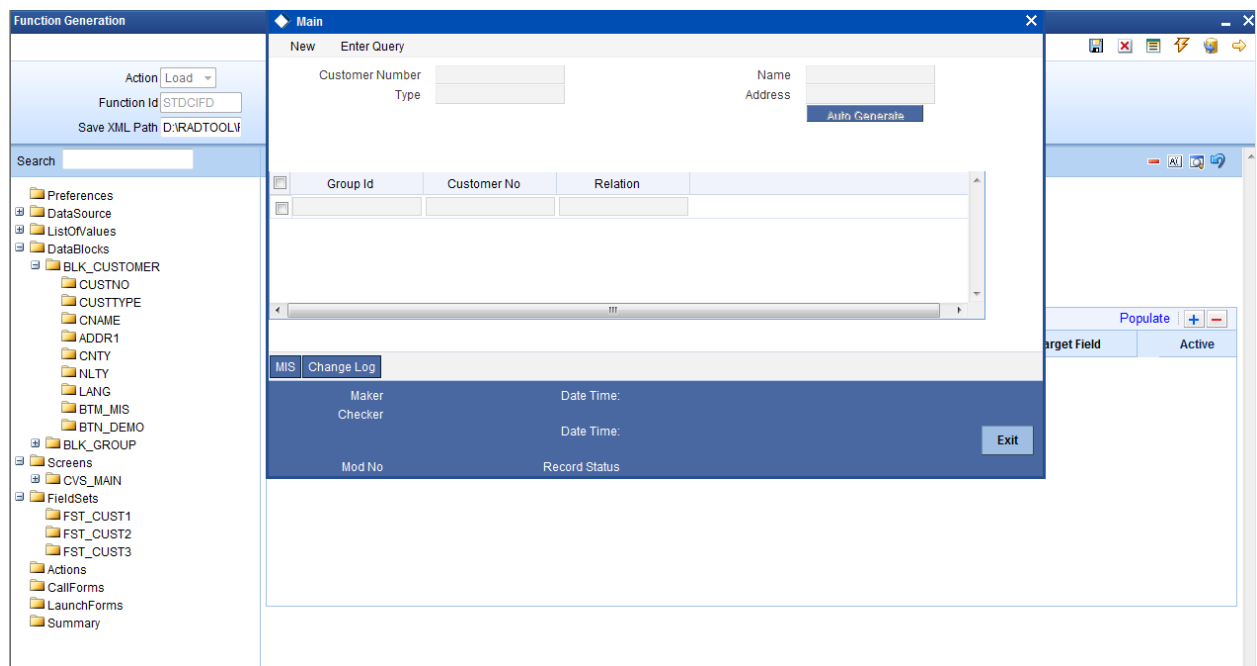 Function Generation
Main
New Enter Query
Action Load
Function Id STDCIFD
Save XML Path D:\RADTOOL\F
Customer Number
Name
Type
Address
Auto Generate
Search
Group Id Customer No Relation
Preferences
DataSource
ListOfValues
DataBlocks
BLK_CUSTOMER
CUSTNO
CUSTTYPE
CNAME
ADDR1
CNTY
NLTY
LANG
BTM_MIS
BTN_DEMO
BLK_GROUP
Screens
CVS_MAIN
FieldSets
FST_CUST1
FST_CUST2
FST_CUST3
Actions
CallForms
LaunchForms
Summary
Populate
arget Field Active
MIS Change Log
Maker Date Time:
Checker
Date Time:
Exit
Mod No Record Status